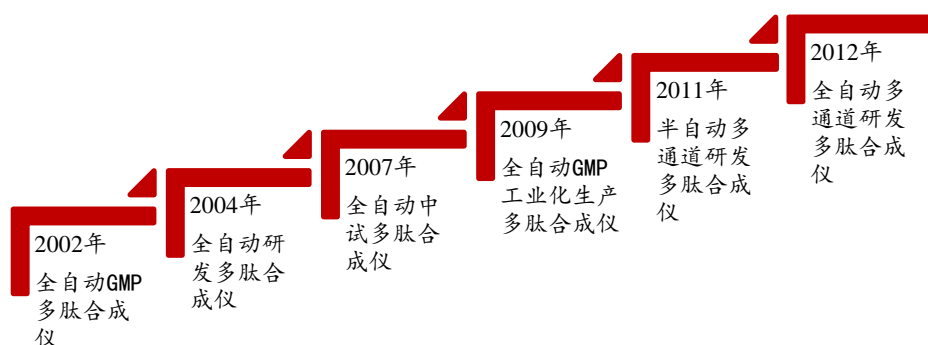 2002年
全自动GMP
多肽合成
仪
2004年
全自动研
发多肽合
成仪
2007年
全自动中
试多肽合
成仪
2009年
全自动GMP
工业化生产
多肽合成仪
2011年
半自动多
通道研发
多肽合成
仪
2012年
全自动多
通道研发
多肽合成
仪